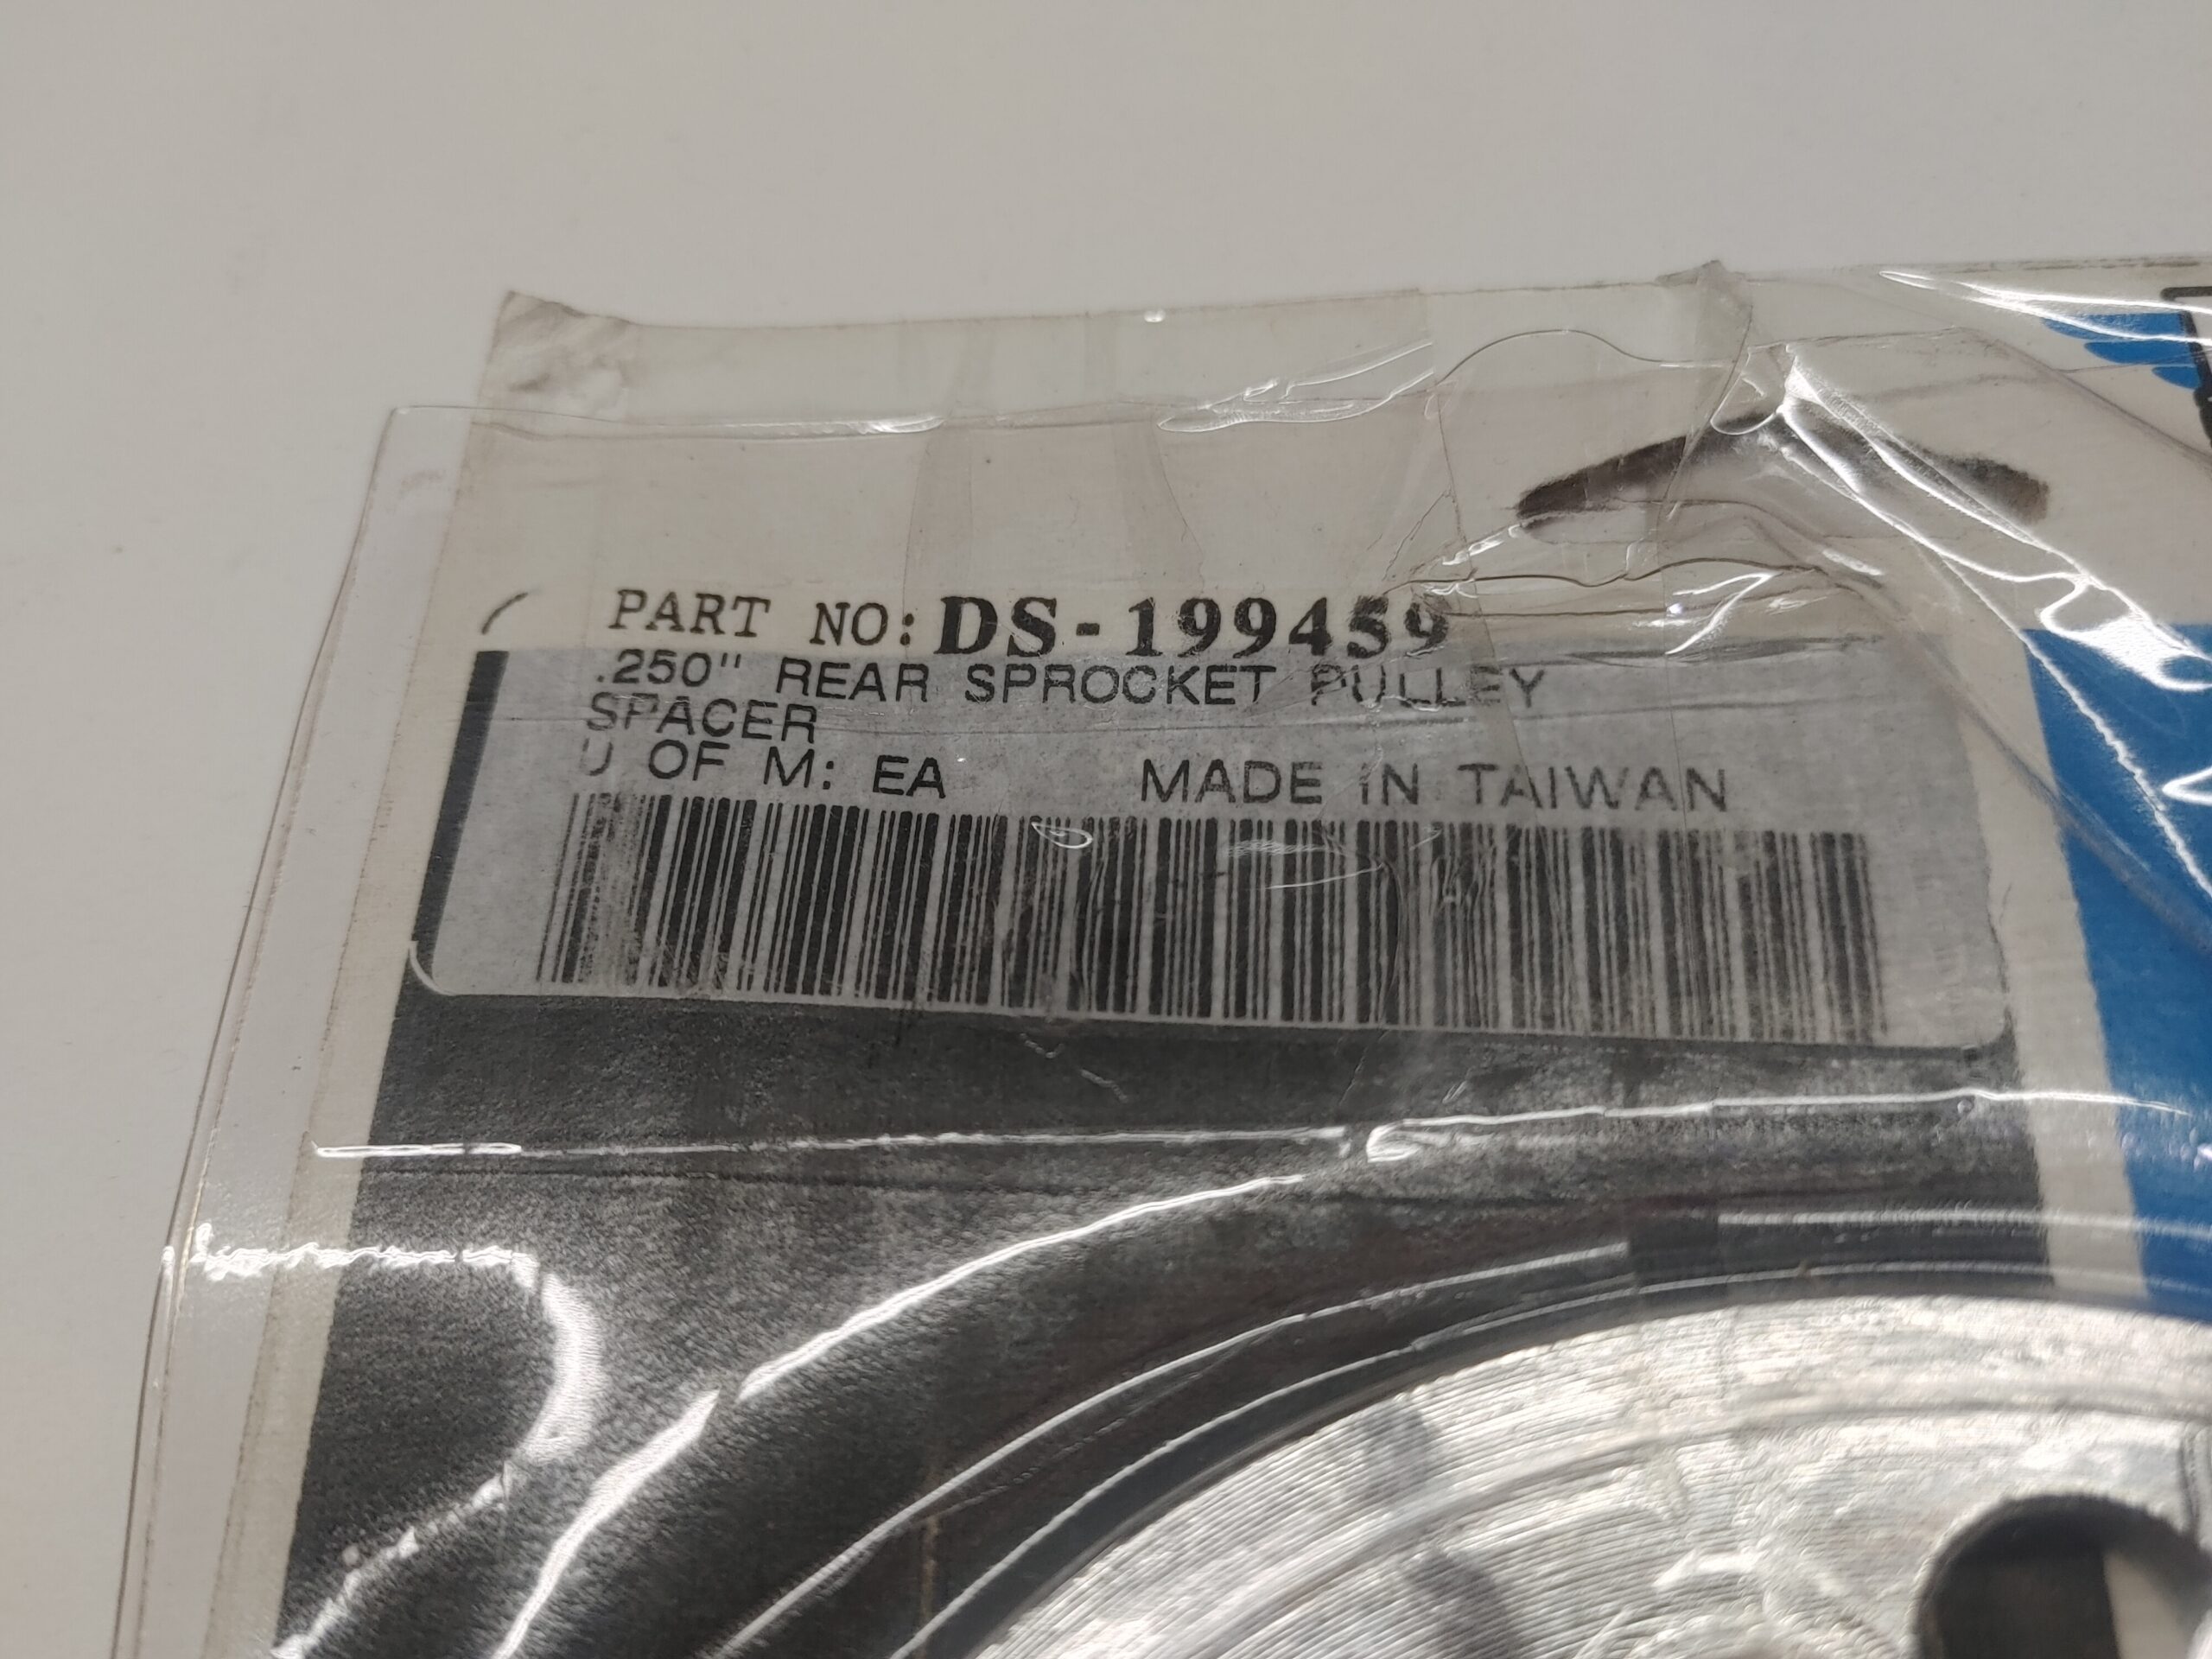 PART NO: DS-199459
.250" REAR SPROCKET PULLEY
SPACER
U OF M: EA MADE IN TAIWAN